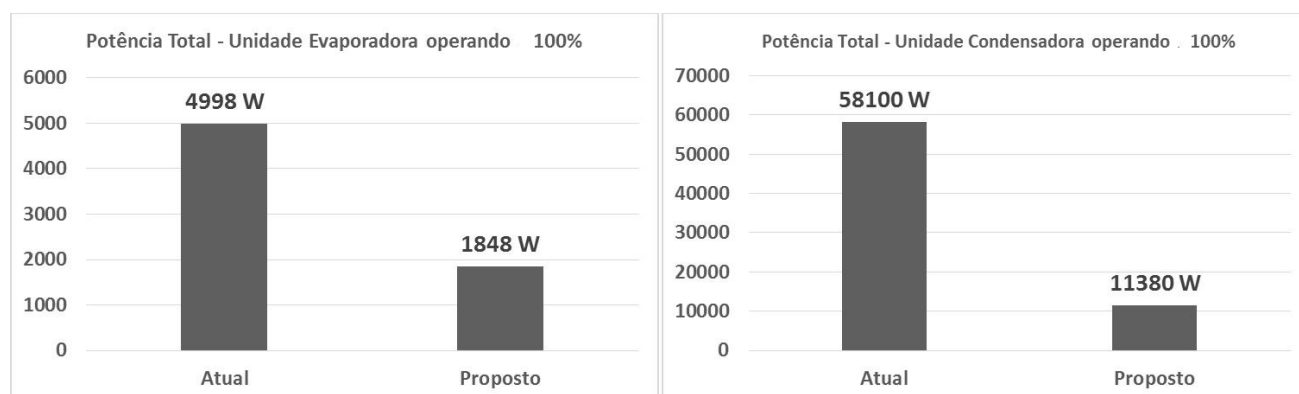 Potência Total - Unidade Evaporadora operando 100%
6000
5000
4000
3000
2000
1000
0
4998 W
1848 W
Atual Proposto
Potência Total - Unidade Condensadora operando . 100%
70000
60000
50000
40000
30000
20000
10000
0
58100 W
11380 W
Atual Proposto